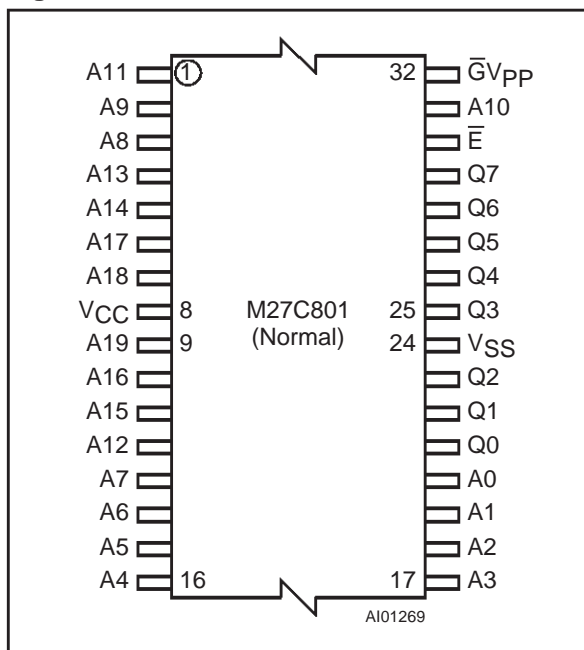 A11 1 32 G̅VPP
A9 A10
A8 E̅
A13 Q7
A14 Q6
A17 Q5
A18 Q4
VCC 8 M27C801 25 Q3
A19 9 (Normal) 24 VSS
A16 Q2
A15 Q1
A12 Q0
A7 A0
A6 A1
A5 A2
A4 16 17 A3
AI01269